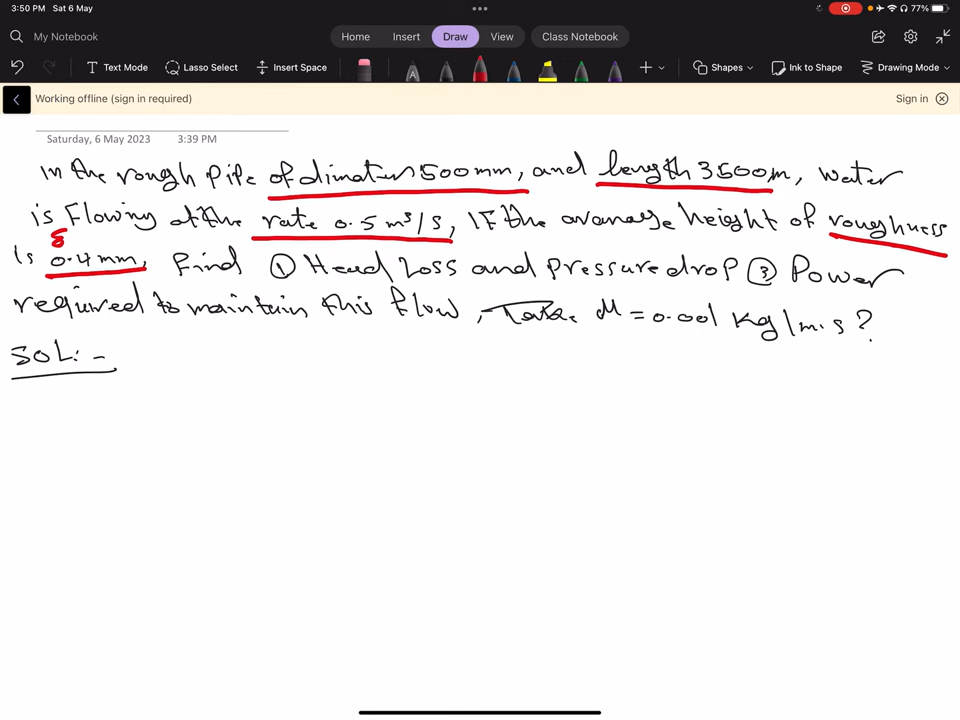 3:50 PM Sat 6 May
77%
My Notebook
Home Insert Draw View Class Notebook
Text Mode Lasso Select Insert Space Shapes Ink to Shape Drawing Mode
Working offline (sign in required) Sign in
Saturday, 6 May 2023 3:39 PM
In the rough Pipe of dimater 500mm, and length 3500m, Water
is Flowing at the rate 0.5 m³/s, If the avarage height of roughness
is 0.4mm, Find ① Head Loss and pressure drop ② Power
required to maintain this flow, Take M = 0.001 kg/m.s?
SOL: -